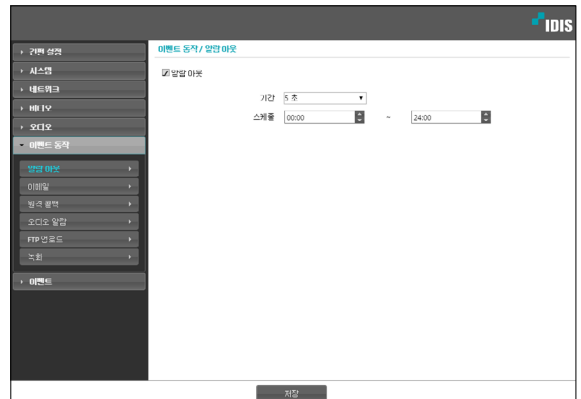 IDIS
간편 설정
시스템
네트워크
비디오
오디오
이벤트 동작
알람 아웃
이메일
원격 콜백
오디오 알람
FTP 업로드
녹화
이벤트
이벤트 동작 / 알람 아웃
알람 아웃
기간 5 초
스케줄 00:00 ~ 24:00
저장